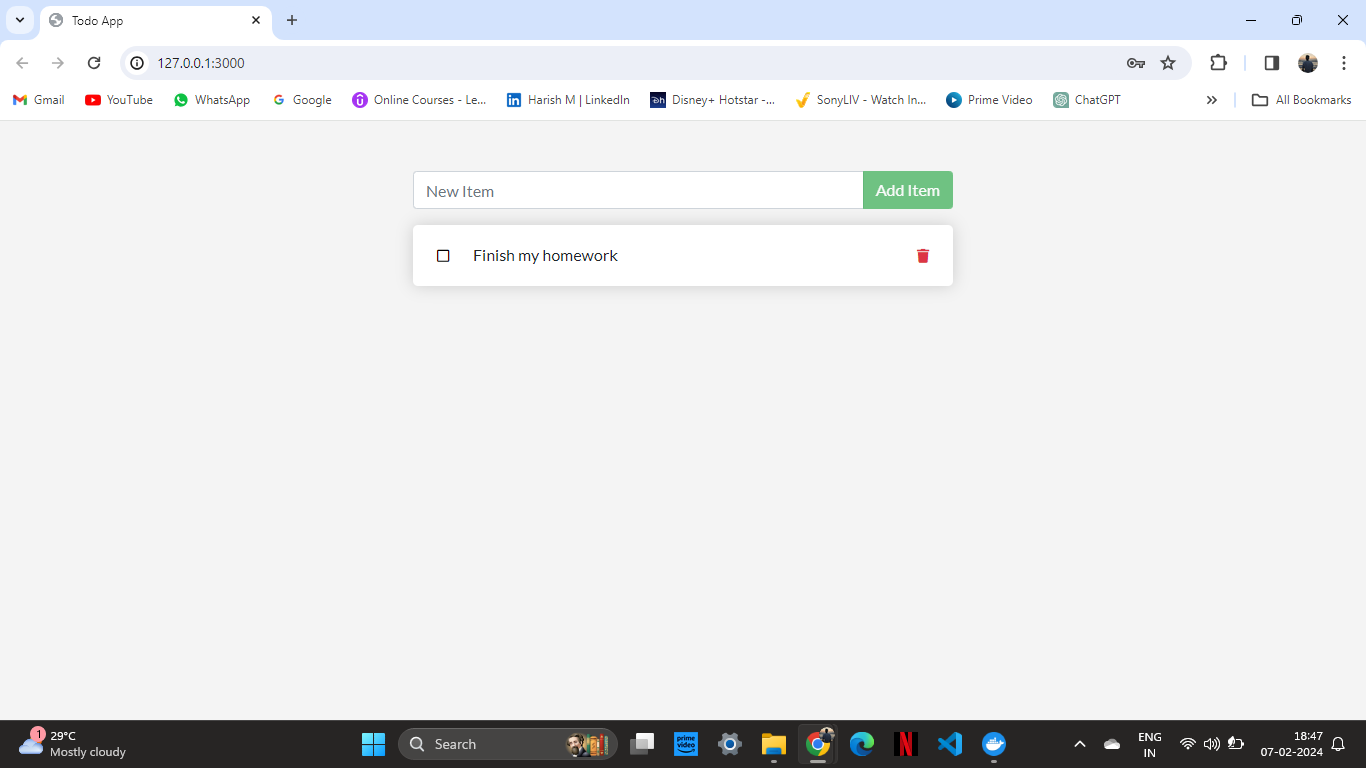 Todo App
127.0.0.1:3000
Gmail YouTube WhatsApp Google Online Courses - Le... Harish M | LinkedIn Disney+ Hotstar -... SonyLIV - Watch In... Prime Video ChatGPT All Bookmarks
New Item Add Item
Finish my homework
1 29°C
Mostly cloudy
Search
prime video
ENG
IN
18:47
07-02-2024